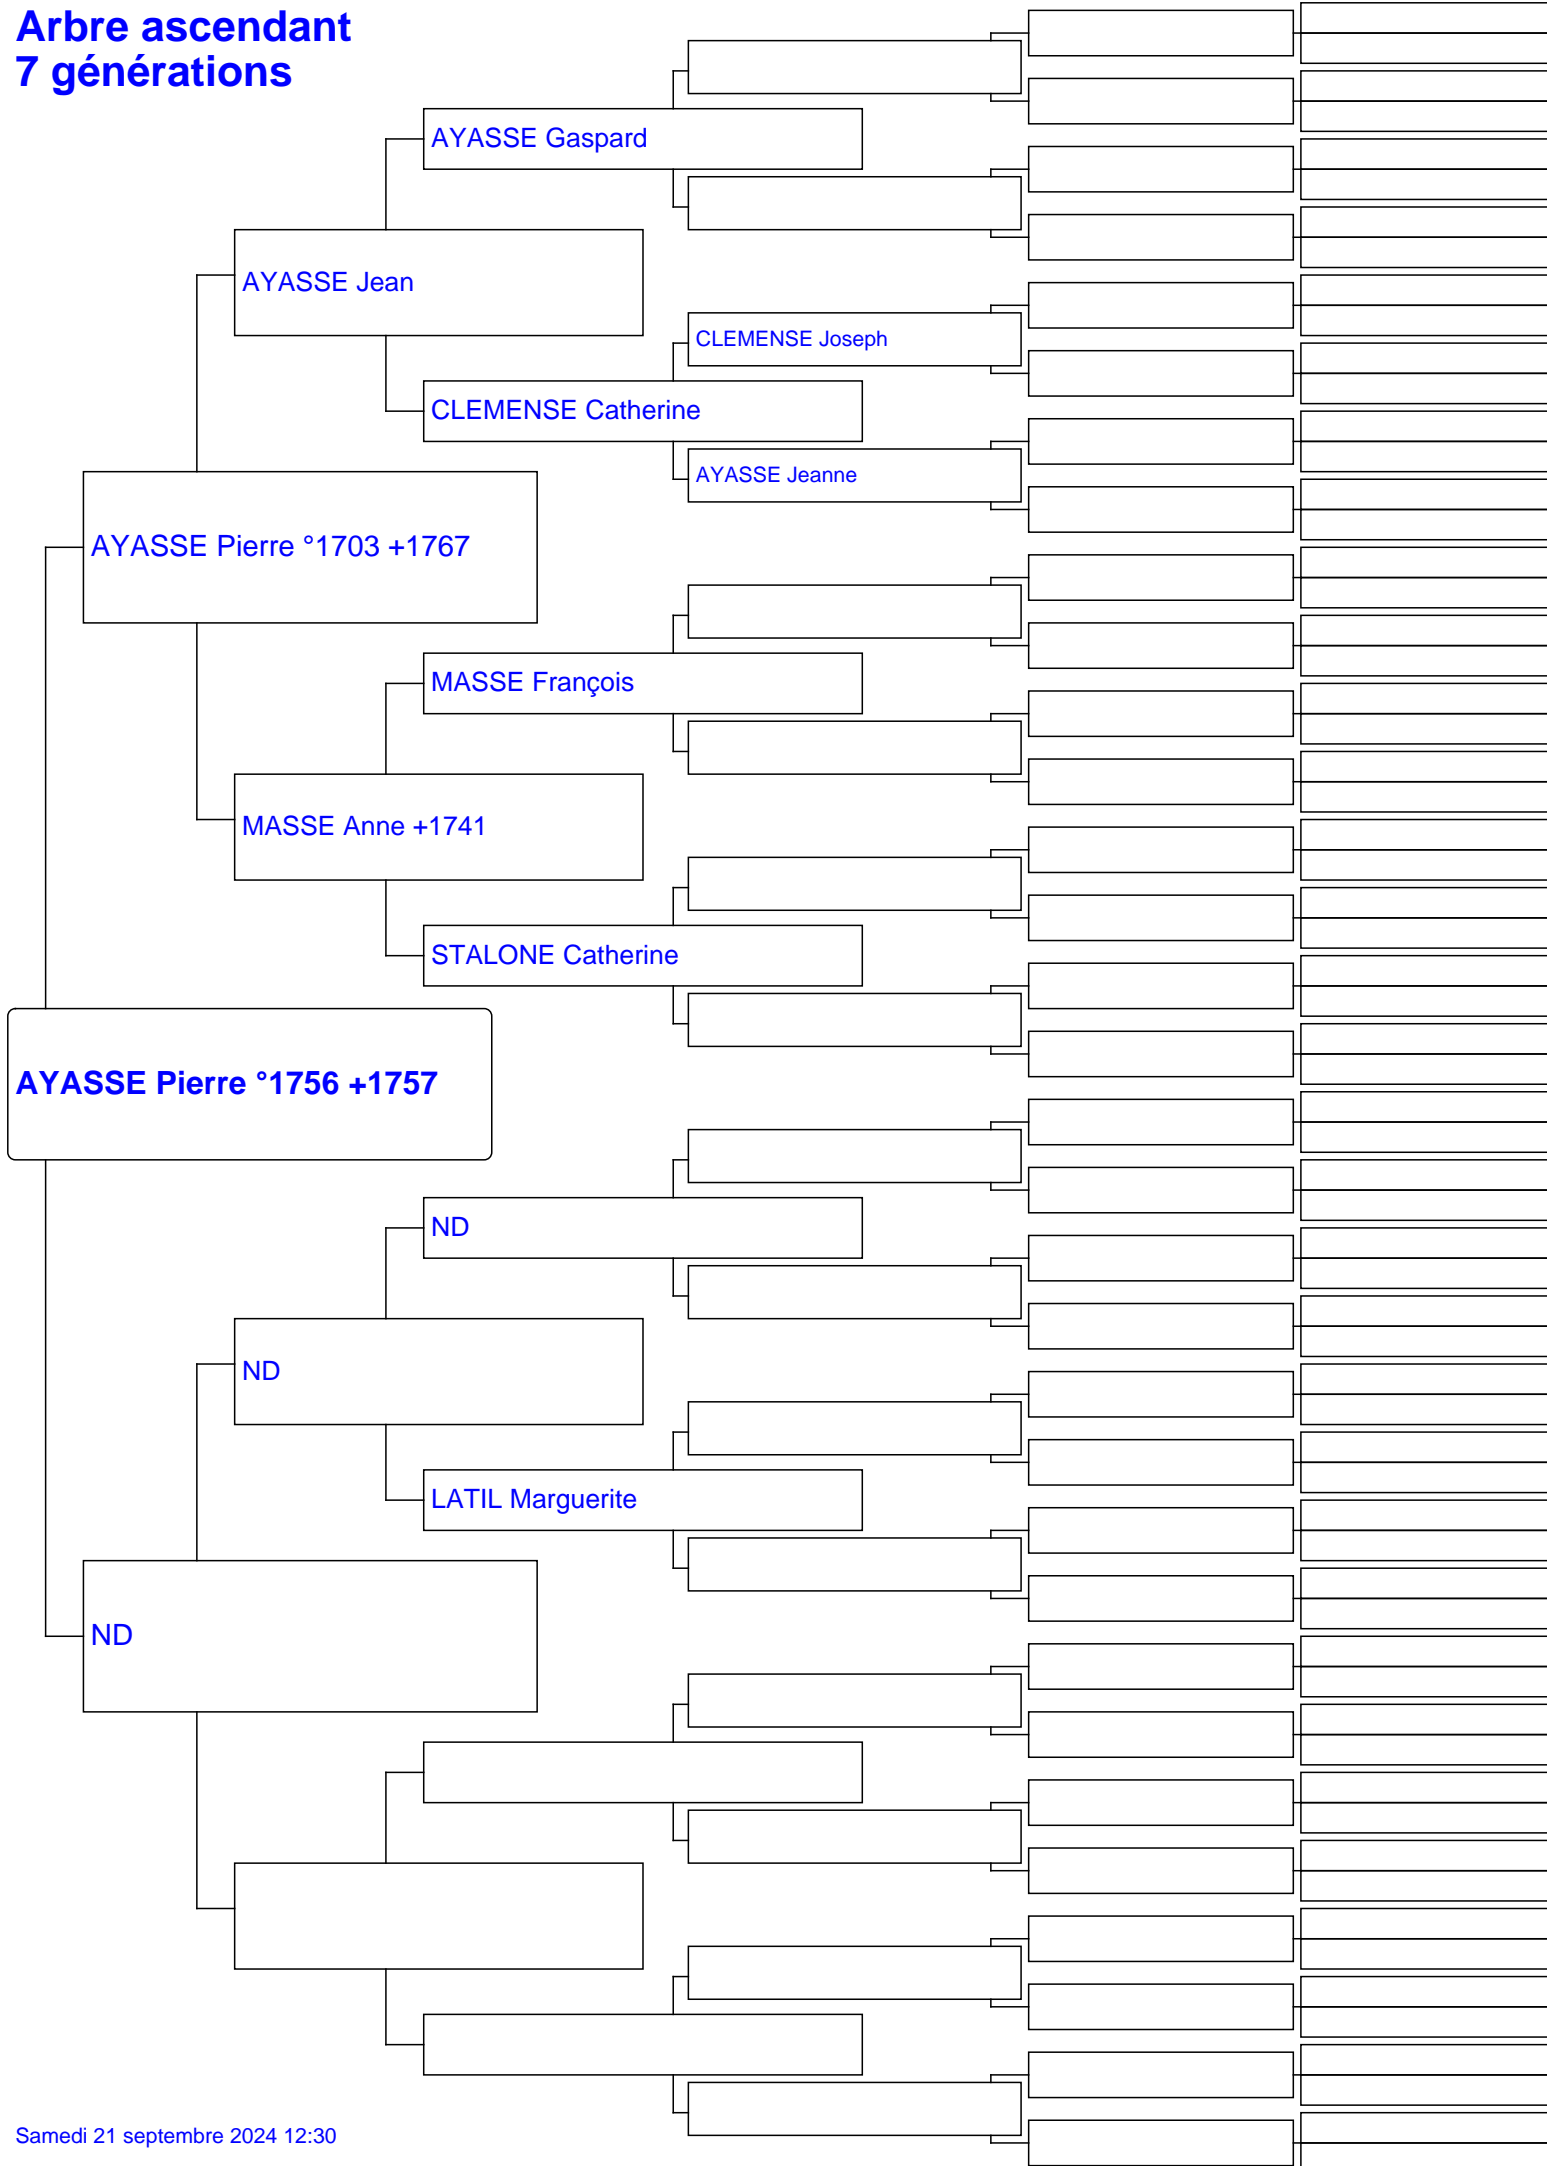 Arbre ascendant
7 générations
AYASSE Gaspard
AYASSE Jean
CLEMENSE Joseph
CLEMENSE Catherine
AYASSE Jeanne
AYASSE Pierre °1703 +1767
MASSE François
MASSE Anne +1741
STALONE Catherine
AYASSE Pierre °1756 +1757
ND
ND
LATIL Marguerite
ND
Samedi 21 septembre 2024 12:30